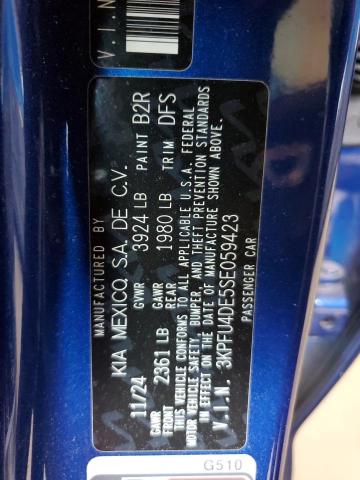 V.I.N
MANUFACTURED BY
KIA MEXICO, S.A. DE C.V.
11/24 GVWR 3924 LB PAINT B2R
GAWR FRONT 2361 LB GAWR REAR 1980 LB TRIM DFS
THIS VEHICLE CONFORMS TO ALL APPLICABLE U.S.A. FEDERAL
MOTOR VEHICLE SAFETY, BUMPER, AND THEFT PREVENTION STANDARDS
IN EFFECT ON THE DATE OF MANUFACTURE SHOWN ABOVE.
V.I.N. 3KPFU4DE5SE059423
PASSENGER CAR
G510